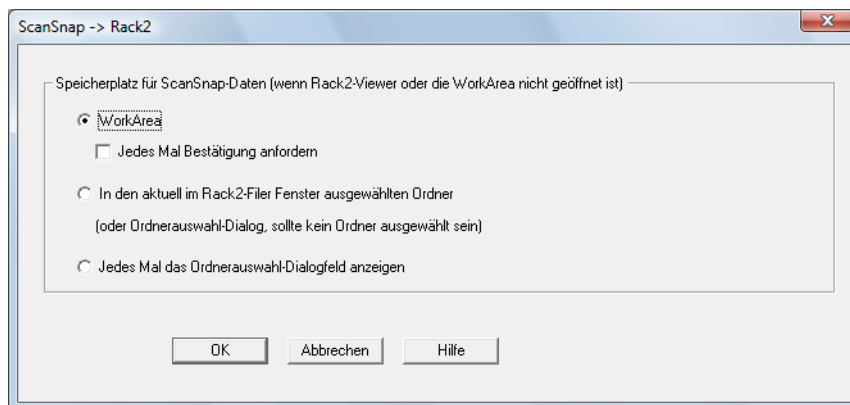 ScanSnap -> Rack2
Speicherplatz für ScanSnap-Daten (wenn Rack2-Viewer oder die WorkArea nicht geöffnet ist)
WorkArea
Jedes Mal Bestätigung anfordern
In den aktuell im Rack2-Filer Fenster ausgewählten Ordner
(oder Ordnerauswahl-Dialog, sollte kein Ordner ausgewählt sein)
Jedes Mal das Ordnerauswahl-Dialogfeld anzeigen
OK Abbrechen Hilfe